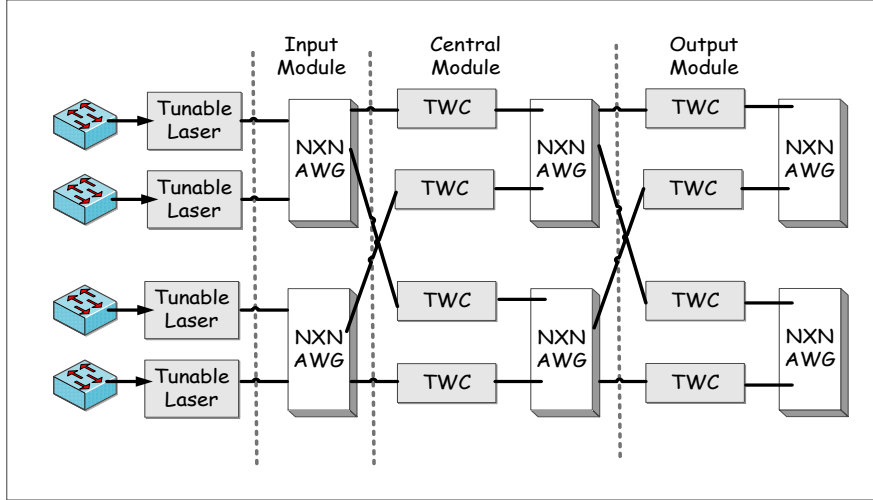 Input
Module
Central
Module
Output
Module
Tunable
Laser
NXN
AWG
TWC
NXN
AWG
TWC
NXN
AWG
Tunable
Laser
TWC
TWC
Tunable
Laser
NXN
AWG
TWC
NXN
AWG
TWC
NXN
AWG
Tunable
Laser
TWC
TWC